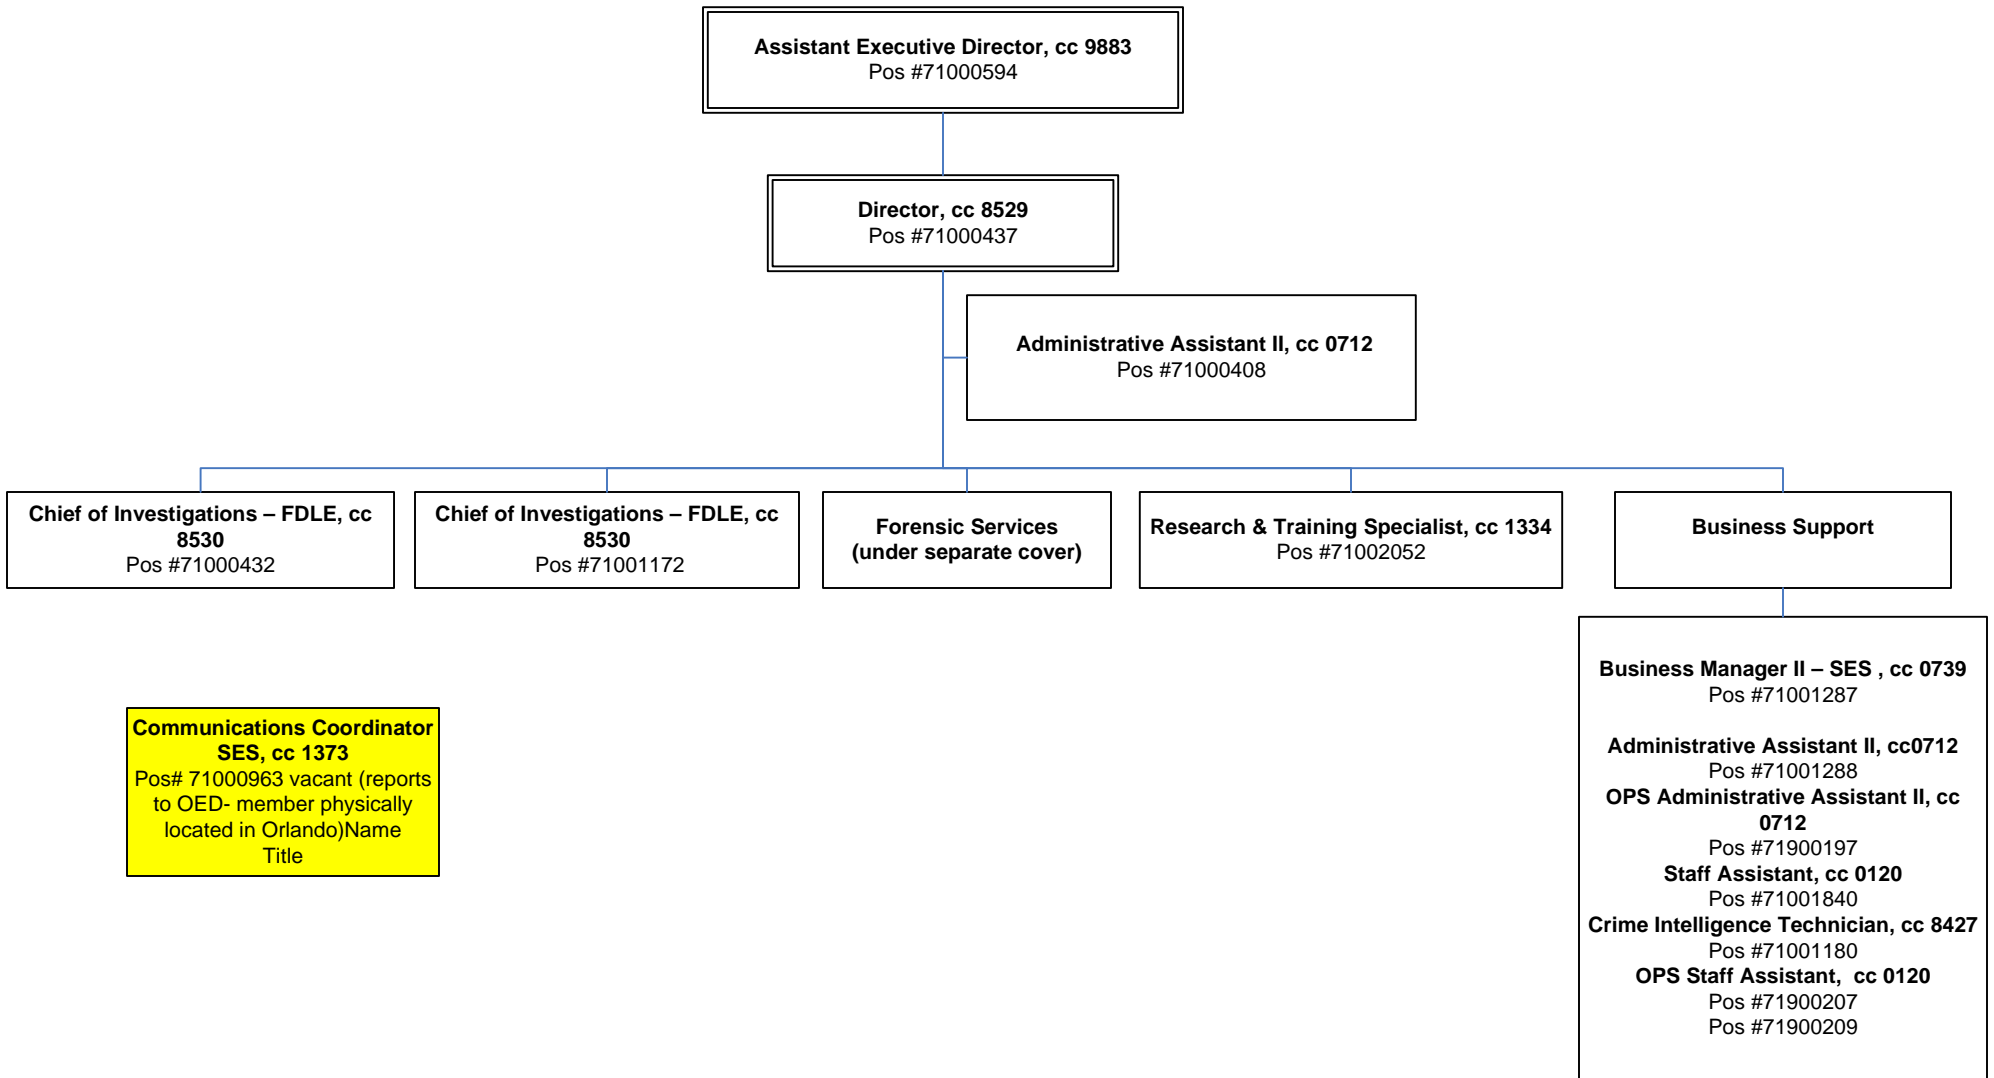 Assistant Executive Director, cc 9883
Pos #71000594
Director, cc 8529
Pos #71000437
Administrative Assistant II, cc 0712
Pos #71000408
Chief of Investigations – FDLE, cc
8530
Pos #71000432
Chief of Investigations – FDLE, cc
8530
Pos #71001172
Forensic Services
(under separate cover)
Research & Training Specialist, cc 1334
Pos #71002052
Business Support
Communications Coordinator
SES, cc 1373
Pos# 71000963 vacant (reports
to OED- member physically
located in Orlando)Name
Title
Business Manager II – SES , cc 0739
Pos #71001287
Administrative Assistant II, cc0712
Pos #71001288
OPS Administrative Assistant II, cc
0712
Pos #71900197
Staff Assistant, cc 0120
Pos #71001840
Crime Intelligence Technician, cc 8427
Pos #71001180
OPS Staff Assistant,  cc 0120
Pos #71900207
Pos #71900209